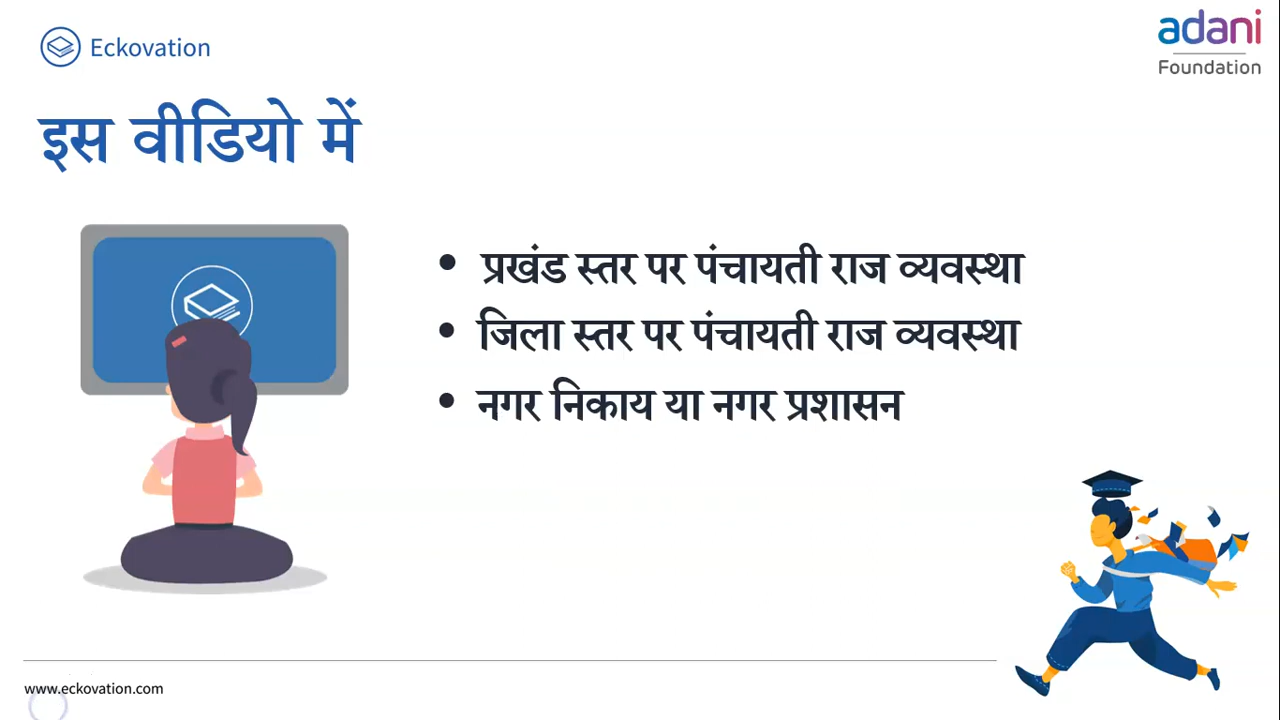 Eckovation
adani
Foundation
इस वीडियो में
• प्रखंड स्तर पर पंचायती राज व्यवस्था
• जिला स्तर पर पंचायती राज व्यवस्था
• नगर निकाय या नगर प्रशासन
www.eckovation.com